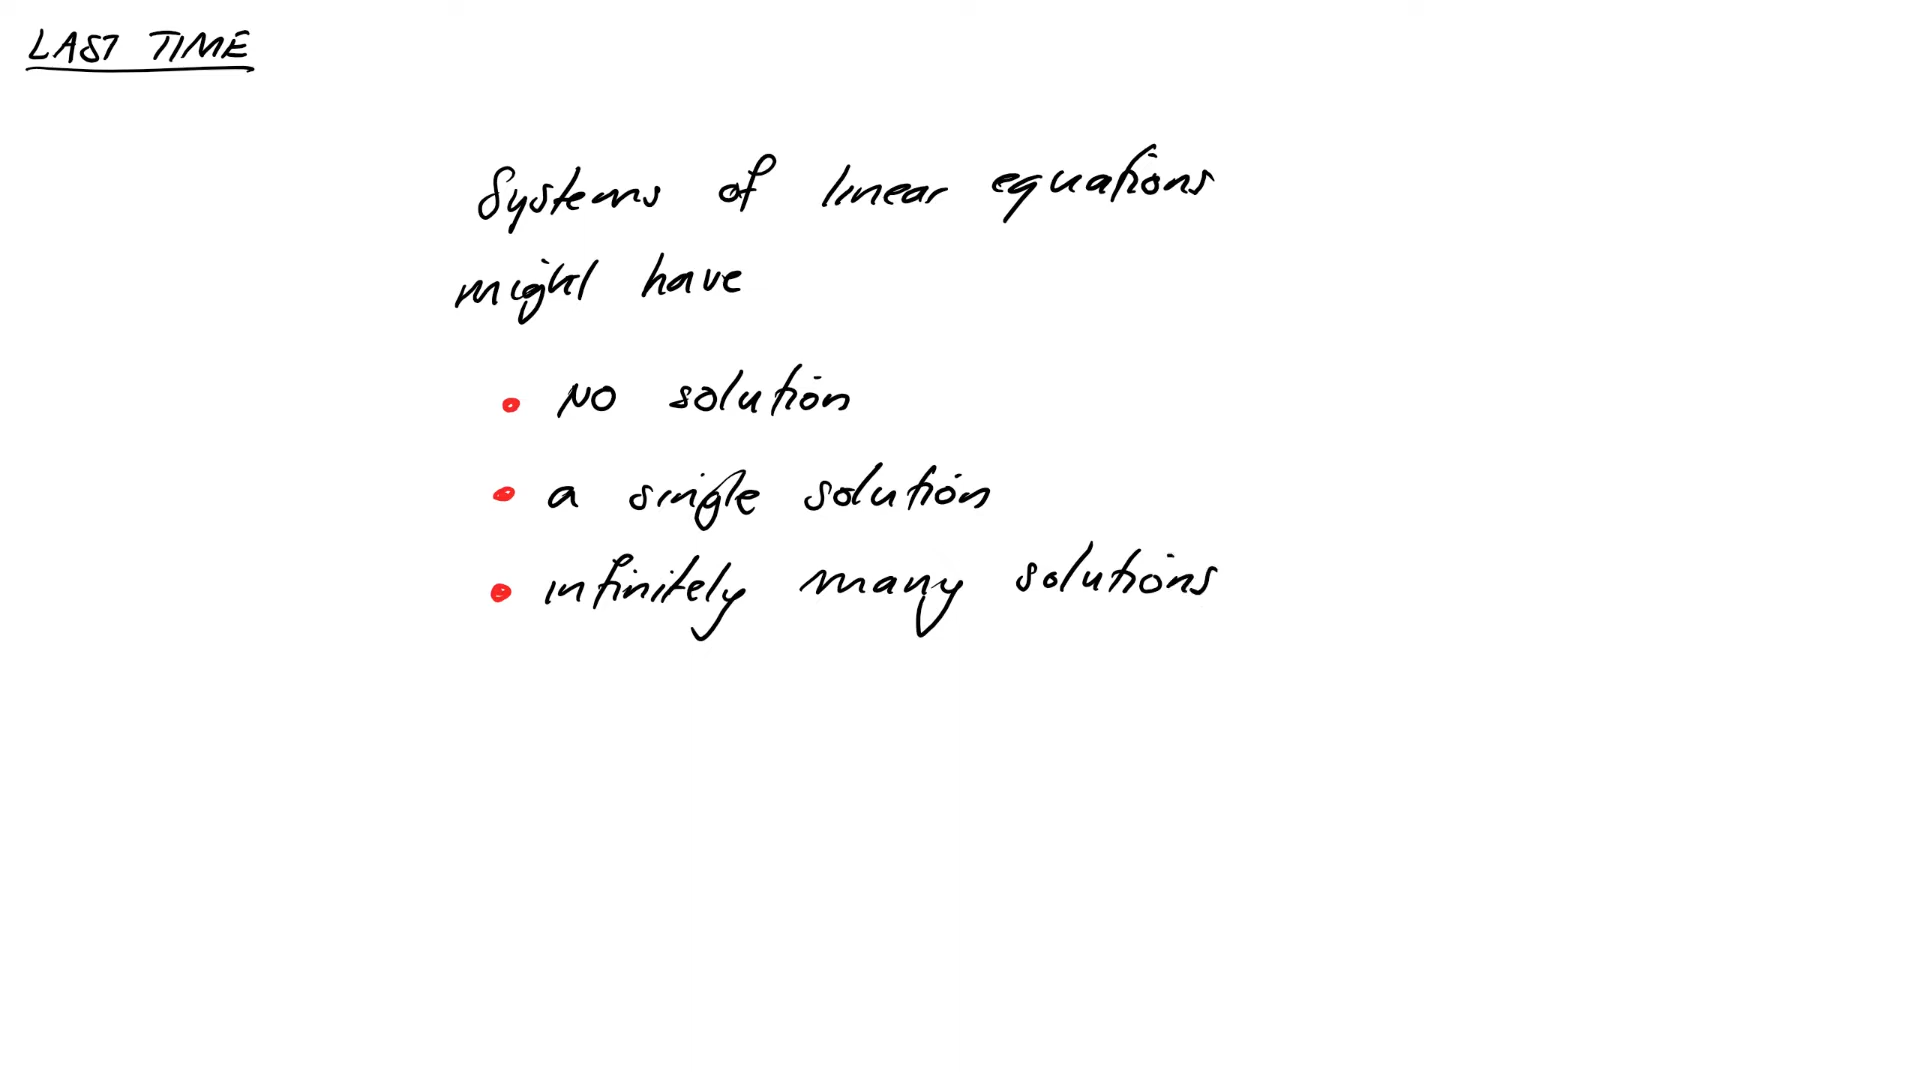 LAST TIME
Systems of linear equations
might have
• NO solution
• a single solution
• infinitely many solutions